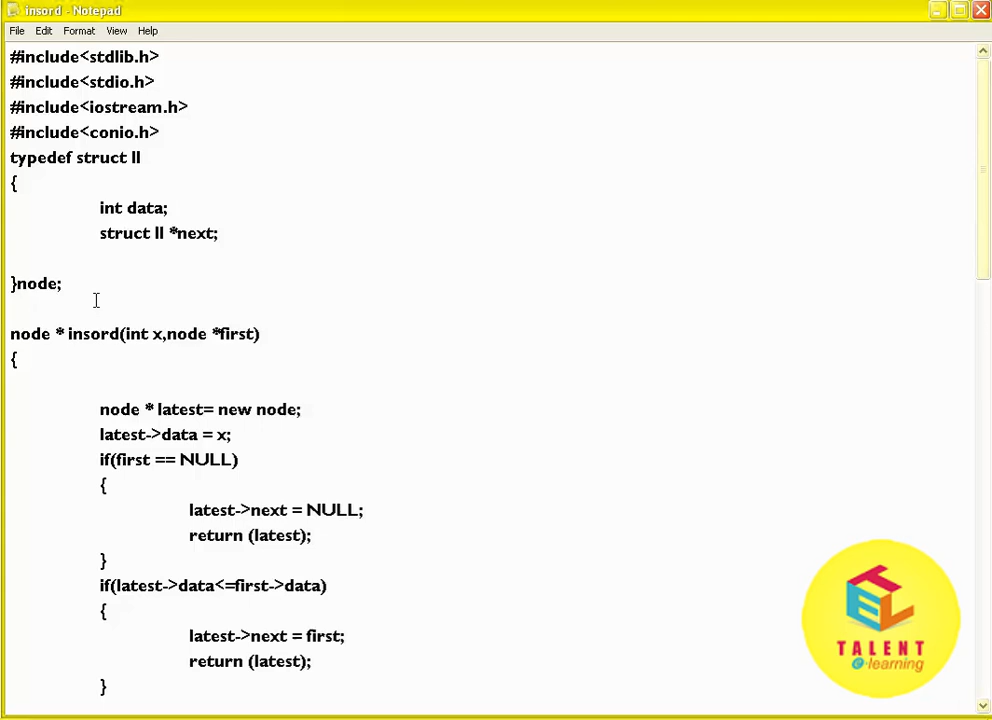 insord - Notepad
File Edit Format View Help
#include<stdlib.h>
#include<stdio.h>
#include<iostream.h>
#include<conio.h>
typedef struct ll
{
int data;
struct ll *next;
}node;
node * insord(int x,node *first)
{
node * latest= new node;
latest->data = x;
if(first == NULL)
{
latest->next = NULL;
return (latest);
}
if(latest->data<=first->data)
{
latest->next = first;
return (latest);
}
TEL
TALENT
e-learning